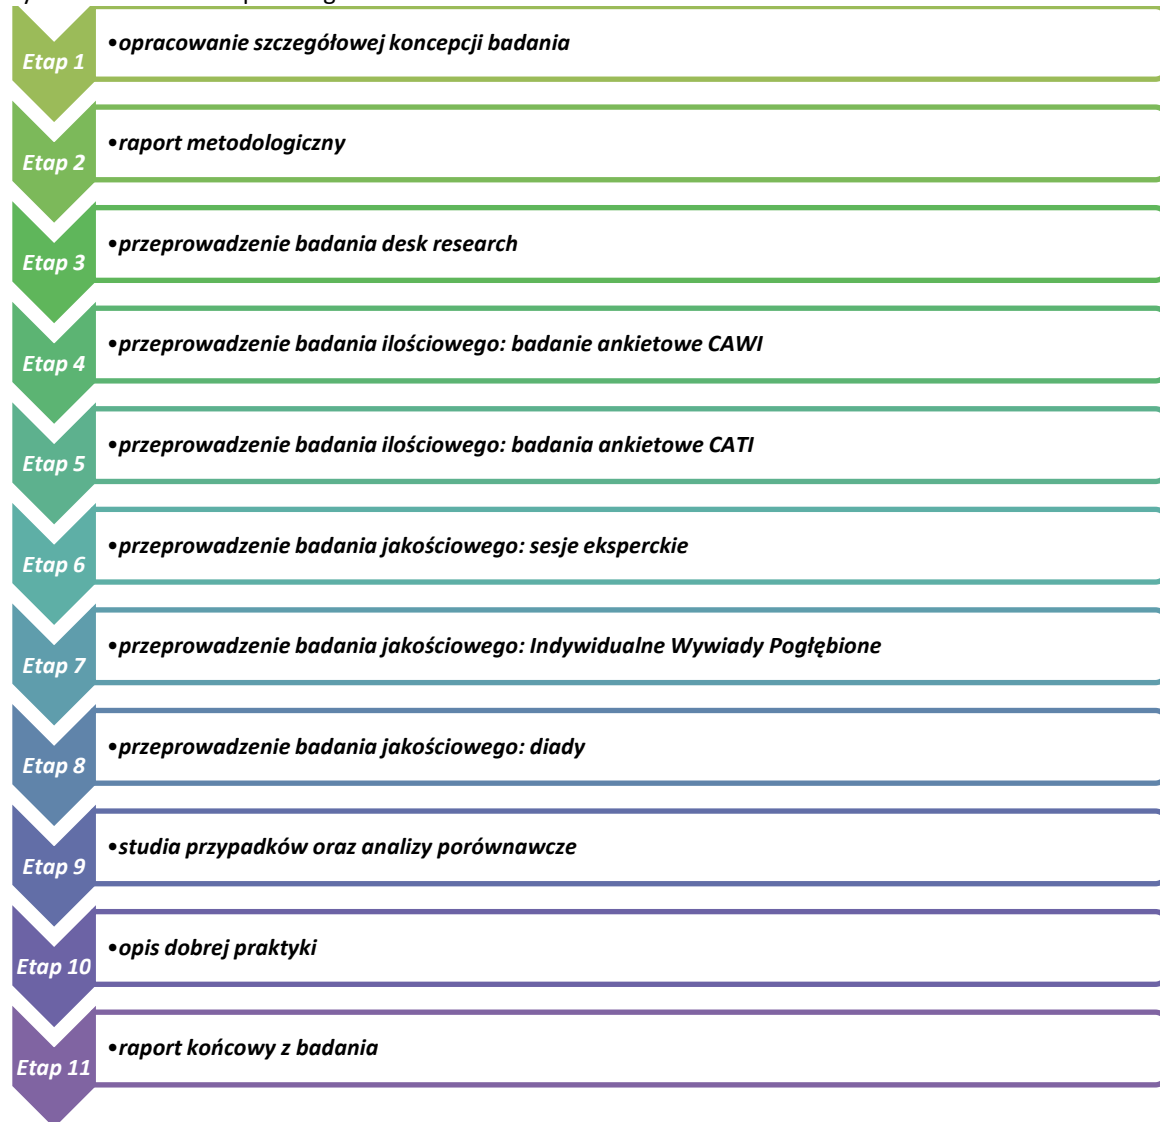 Etap 1
•opracowanie szczegółowej koncepcji badania
Etap 2
•raport metodologiczny
Etap 3
•przeprowadzenie badania desk research
Etap 4
•przeprowadzenie badania ilościowego: badanie ankietowe CAWI
Etap 5
•przeprowadzenie badania ilościowego: badania ankietowe CATI
Etap 6
•przeprowadzenie badania jakościowego: sesje eksperckie
Etap 7
•przeprowadzenie badania jakościowego: Indywidualne Wywiady Pogłębione
Etap 8
•przeprowadzenie badania jakościowego: diady
Etap 9
•studia przypadków oraz analizy porównawcze
Etap 10
•opis dobrej praktyki
Etap 11
•raport końcowy z badania